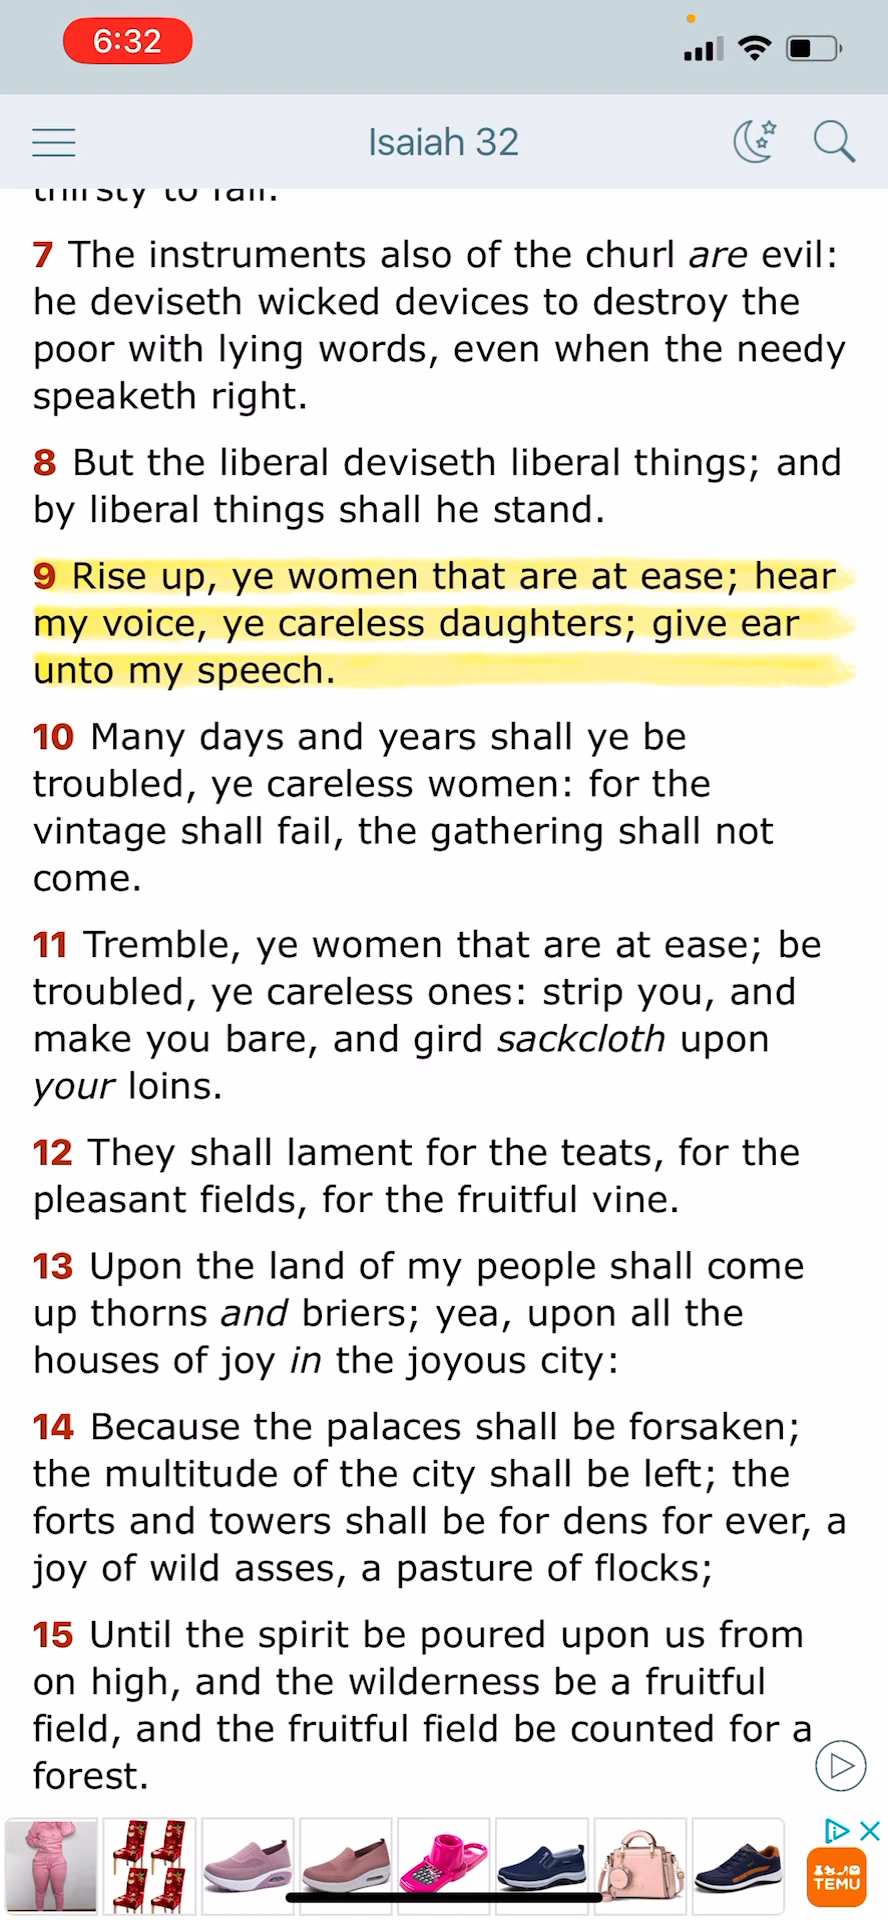 6:32
Isaiah 32
thirsty to fail.
7 The instruments also of the churl are evil:
he deviseth wicked devices to destroy the
poor with lying words, even when the needy
speaketh right.
8 But the liberal deviseth liberal things; and
by liberal things shall he stand.
9 Rise up, ye women that are at ease; hear
my voice, ye careless daughters; give ear
unto my speech.
10 Many days and years shall ye be
troubled, ye careless women: for the
vintage shall fail, the gathering shall not
come.
11 Tremble, ye women that are at ease; be
troubled, ye careless ones: strip you, and
make you bare, and gird sackcloth upon
your loins.
12 They shall lament for the teats, for the
pleasant fields, for the fruitful vine.
13 Upon the land of my people shall come
up thorns and briers; yea, upon all the
houses of joy in the joyous city:
14 Because the palaces shall be forsaken;
the multitude of the city shall be left; the
forts and towers shall be for dens for ever, a
joy of wild asses, a pasture of flocks;
15 Until the spirit be poured upon us from
on high, and the wilderness be a fruitful
field, and the fruitful field be counted for a
forest.
TEMU